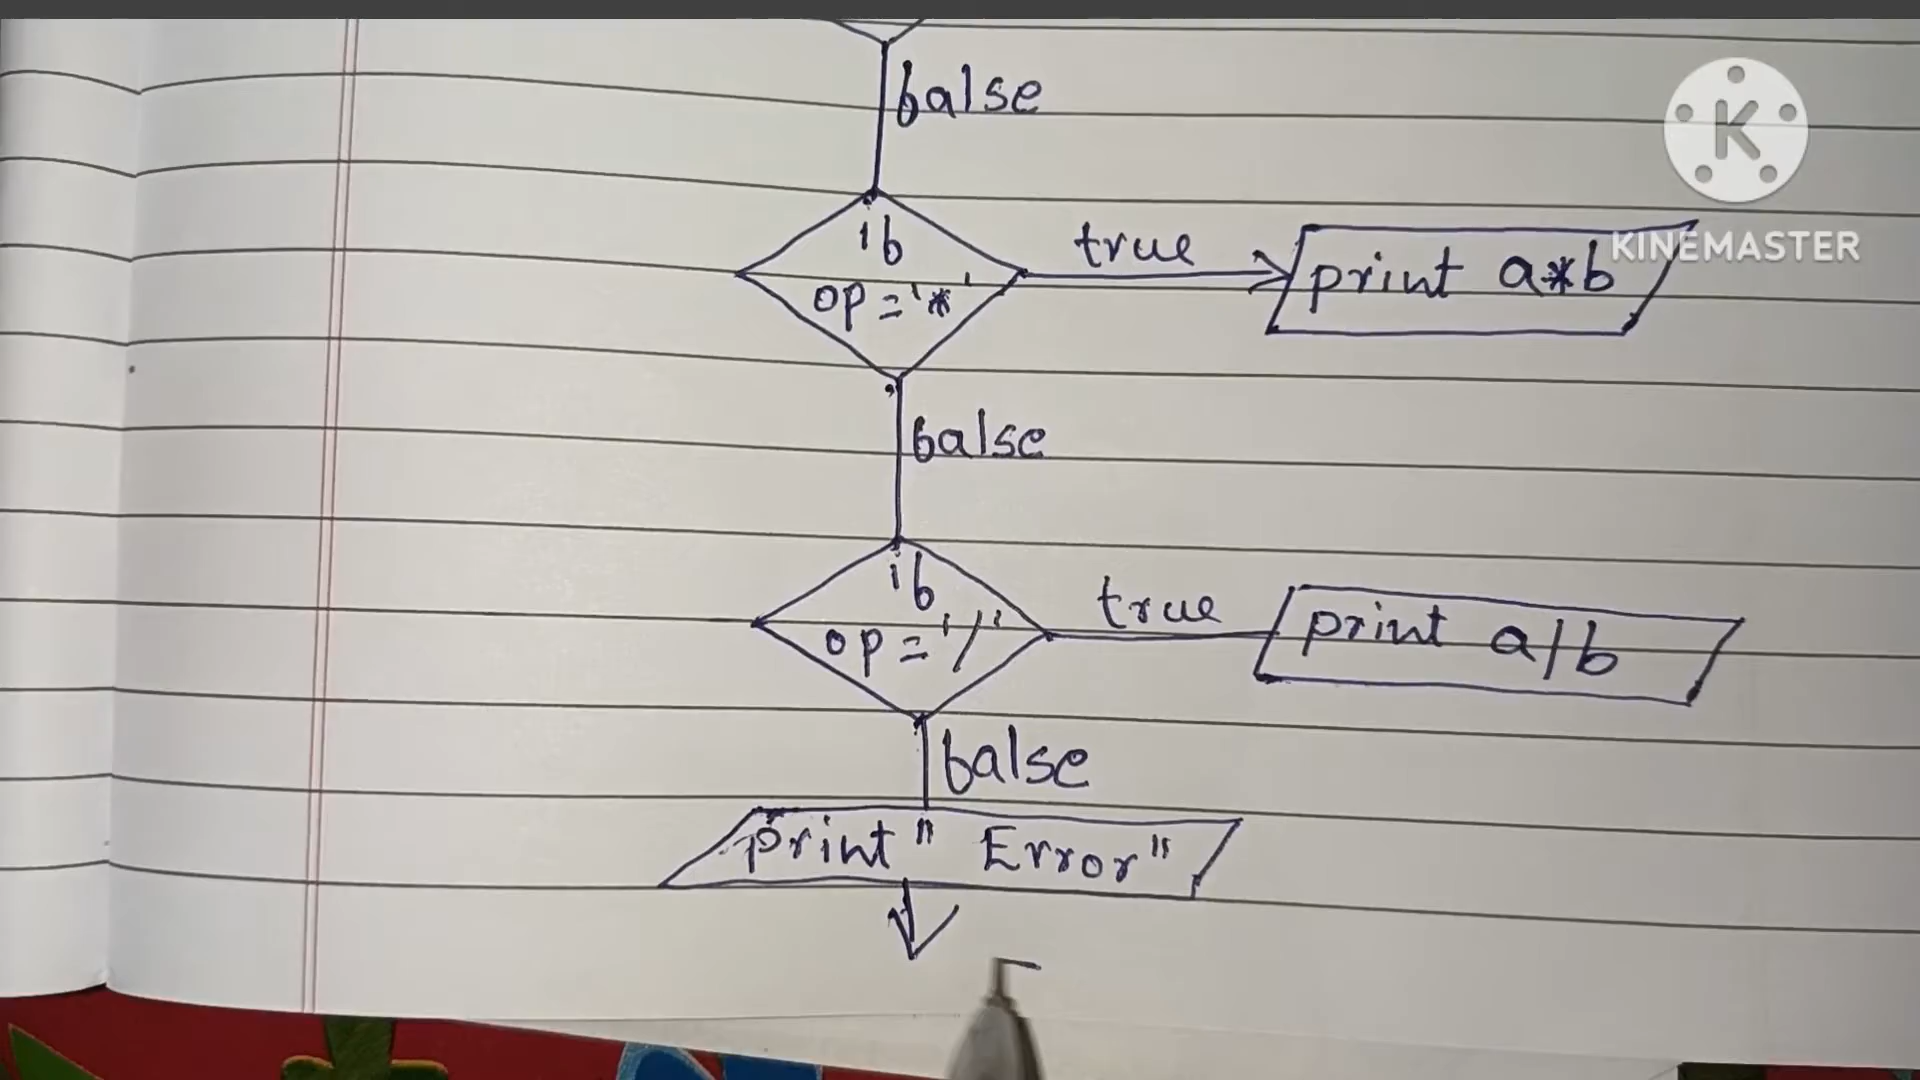 false
K
KINEMASTER
if
op='*'
true
print a*b
false
if
op='/'
true
print a/b
false
print" Error"